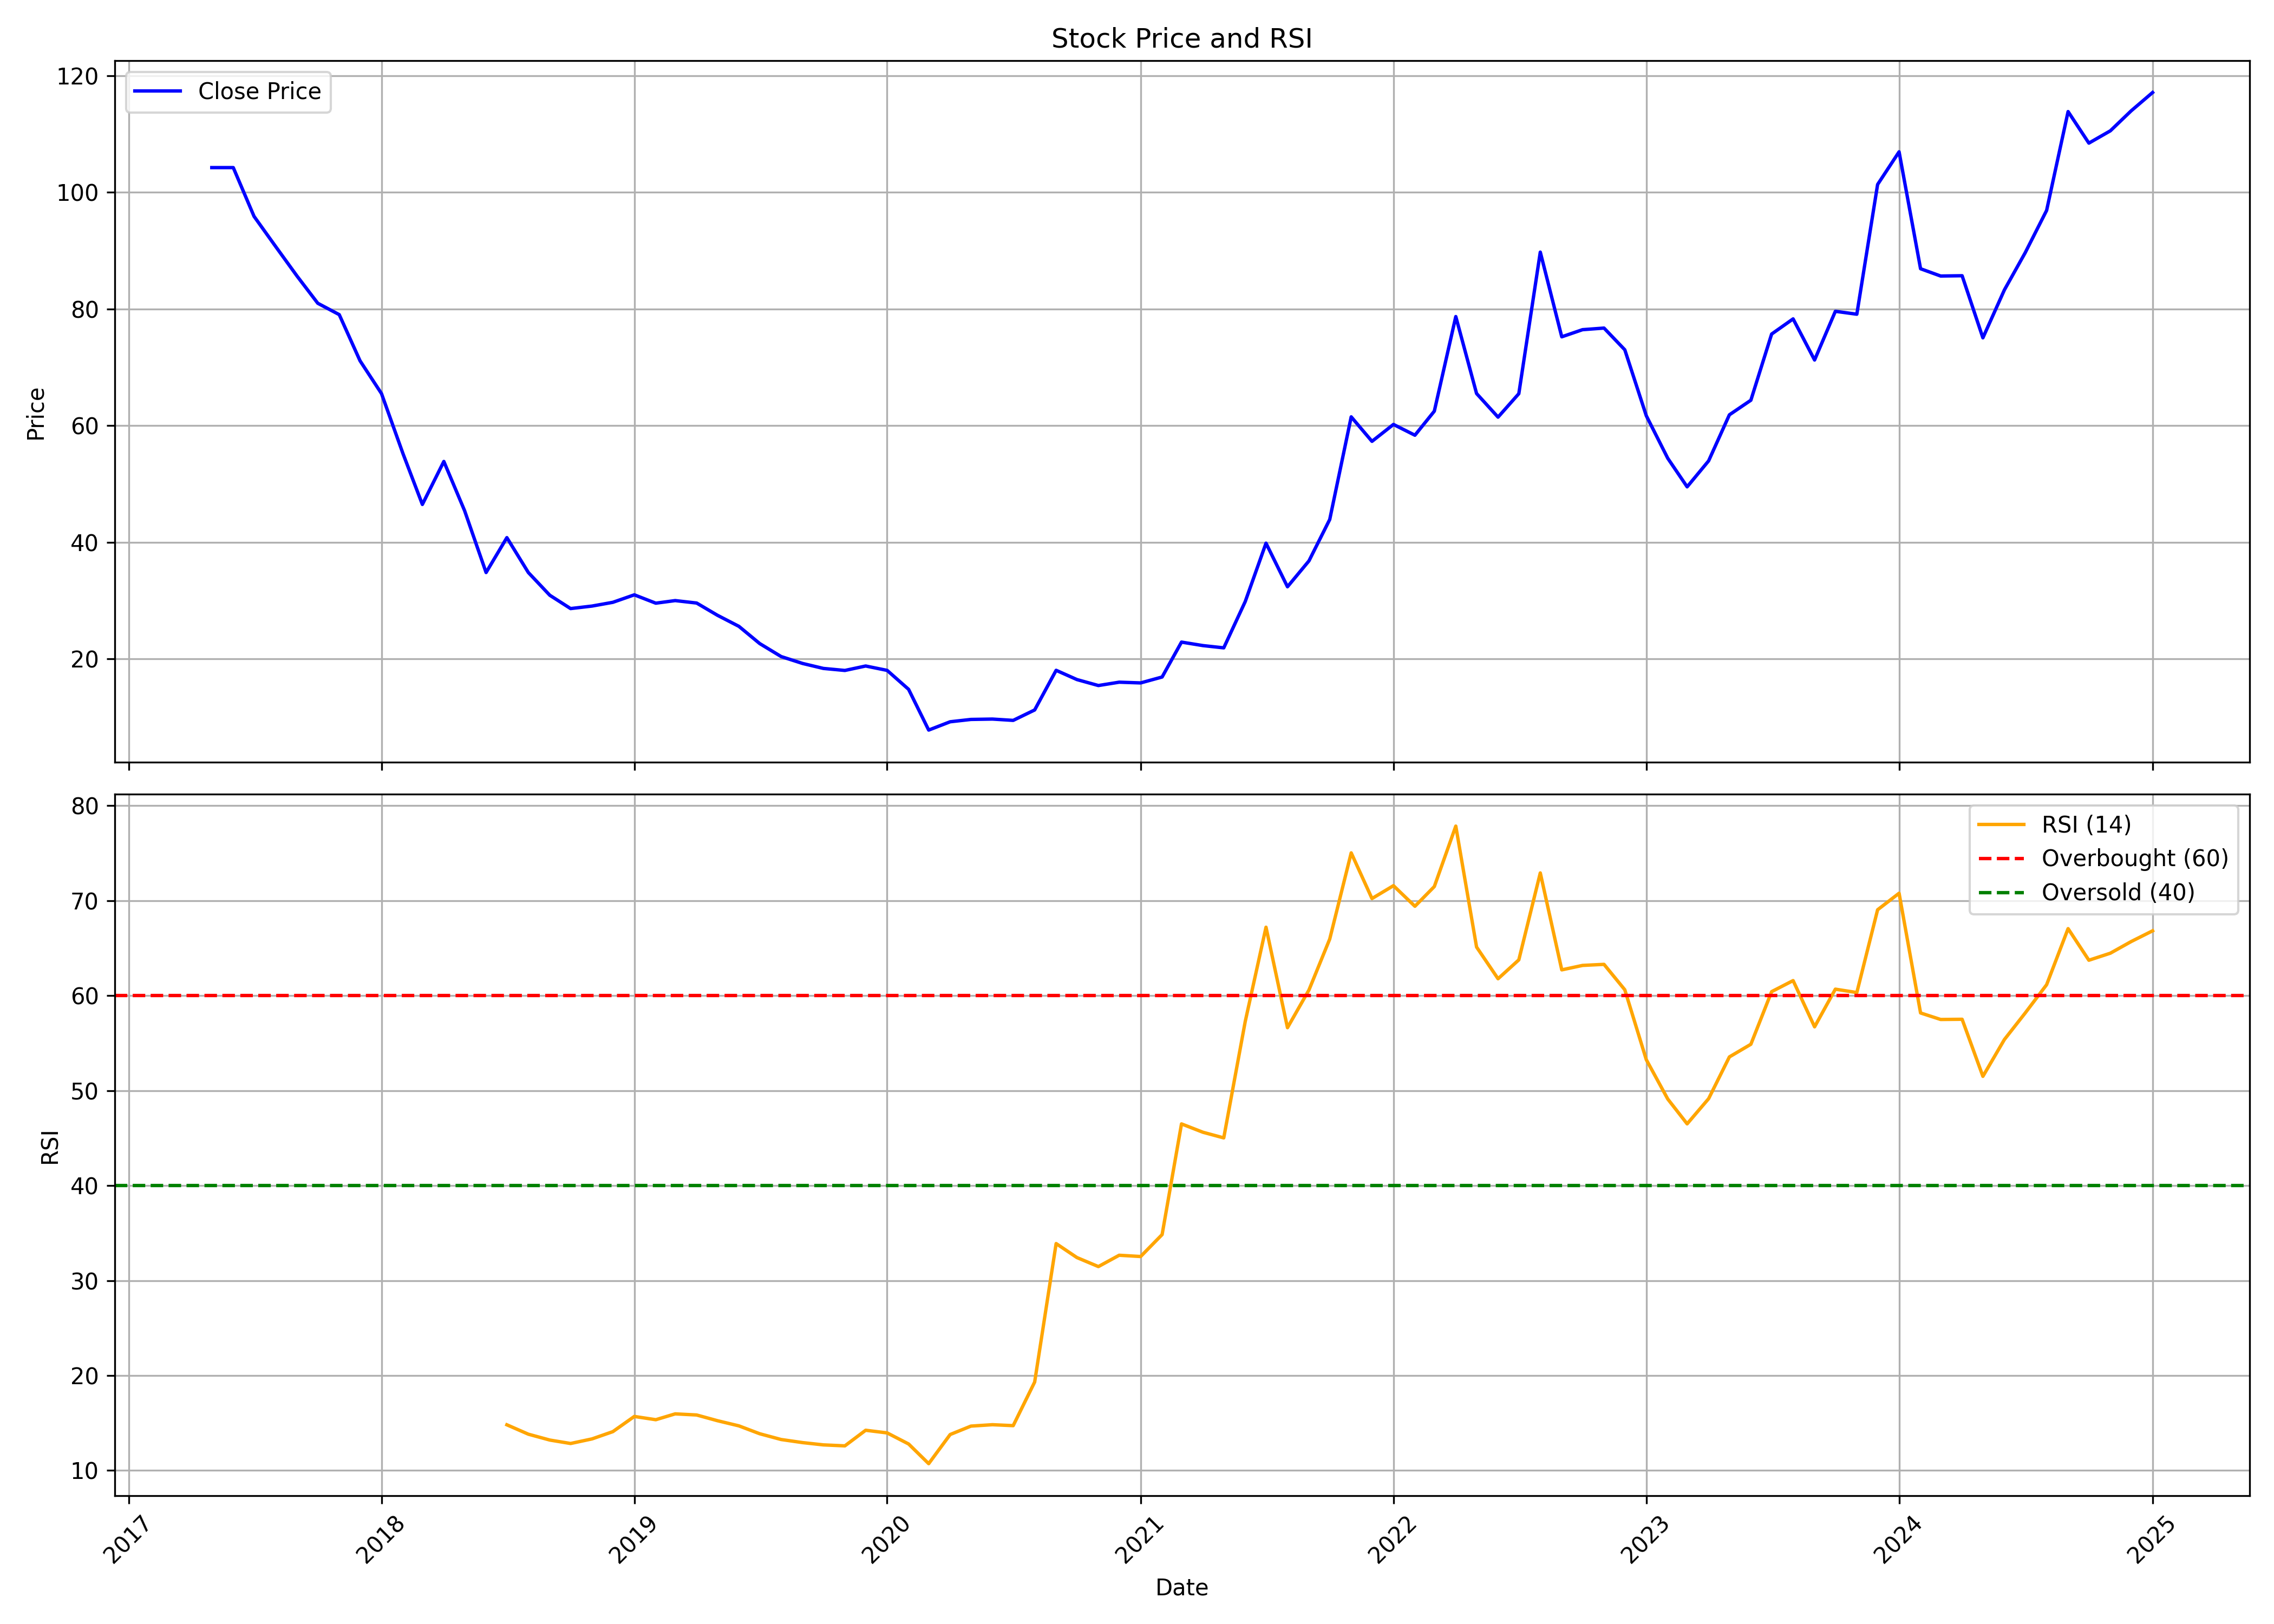 Stock Price and RSI
Close Price
120
100
80
60
40
20
Price
RSI (14)
Overbought (60)
Oversold (40)
80
70
60
50
40
30
20
10
RSI
2017
2018
2019
2020
2021
2022
2023
2024
2025
Date